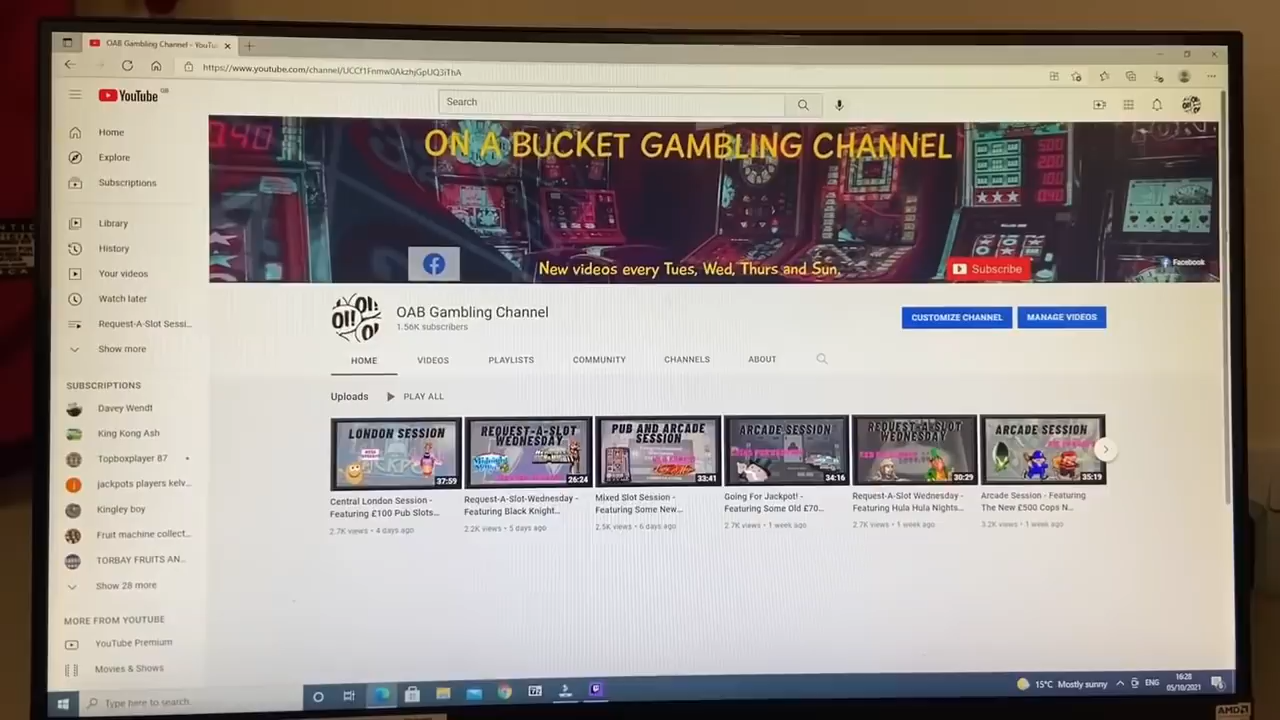 OAB Gambling Channel - YouTu
https://www.youtube.com/channel/UCCf1Fnmw0AkzhjGpUQ3iThA
YouTube GB
Search
Home
Explore
Subscriptions
Library
History
Your videos
Watch later
Request-A-Slot Sessi...
Show more
SUBSCRIPTIONS
Davey Wendt
King Kong Ash
Topboxplayer 87
jackpots players kelv...
Kingley boy
Fruit machine collect...
TORBAY FRUITS AN...
Show 28 more
MORE FROM YOUTUBE
YouTube Premium
Movies & Shows
ON A BUCKET GAMBLING CHANNEL
New videos every Tues, Wed, Thurs and Sun.
Subscribe
Facebook
OAB Gambling Channel
1.56K subscribers
CUSTOMIZE CHANNEL
MANAGE VIDEOS
HOME VIDEOS PLAYLISTS COMMUNITY CHANNELS ABOUT
Uploads PLAY ALL
LONDON SESSION
37:59
Central London Session -
Featuring £100 Pub Slots...
2.7K views • 4 days ago
REQUEST-A-SLOT
WEDNESDAY
26:24
Request-A-Slot-Wednesday -
Featuring Black Knight...
2.2K views • 5 days ago
PUB AND ARCADE
SESSION
33:41
Mixed Slot Session -
Featuring Some New...
2.5K views • 6 days ago
ARCADE SESSION
34:16
Going For Jackpot! -
Featuring Some Old £70...
2.7K views • 1 week ago
REQUEST-A-SLOT
WEDNESDAY
30:29
Request-A-Slot Wednesday -
Featuring Hula Hula Nights...
2.7K views • 1 week ago
ARCADE SESSION
35:19
Arcade Session - Featuring
The New £500 Cops N...
3.2K views • 1 week ago
Type here to search
15°C Mostly sunny
ENG
16:28
05/10/2021
AMD